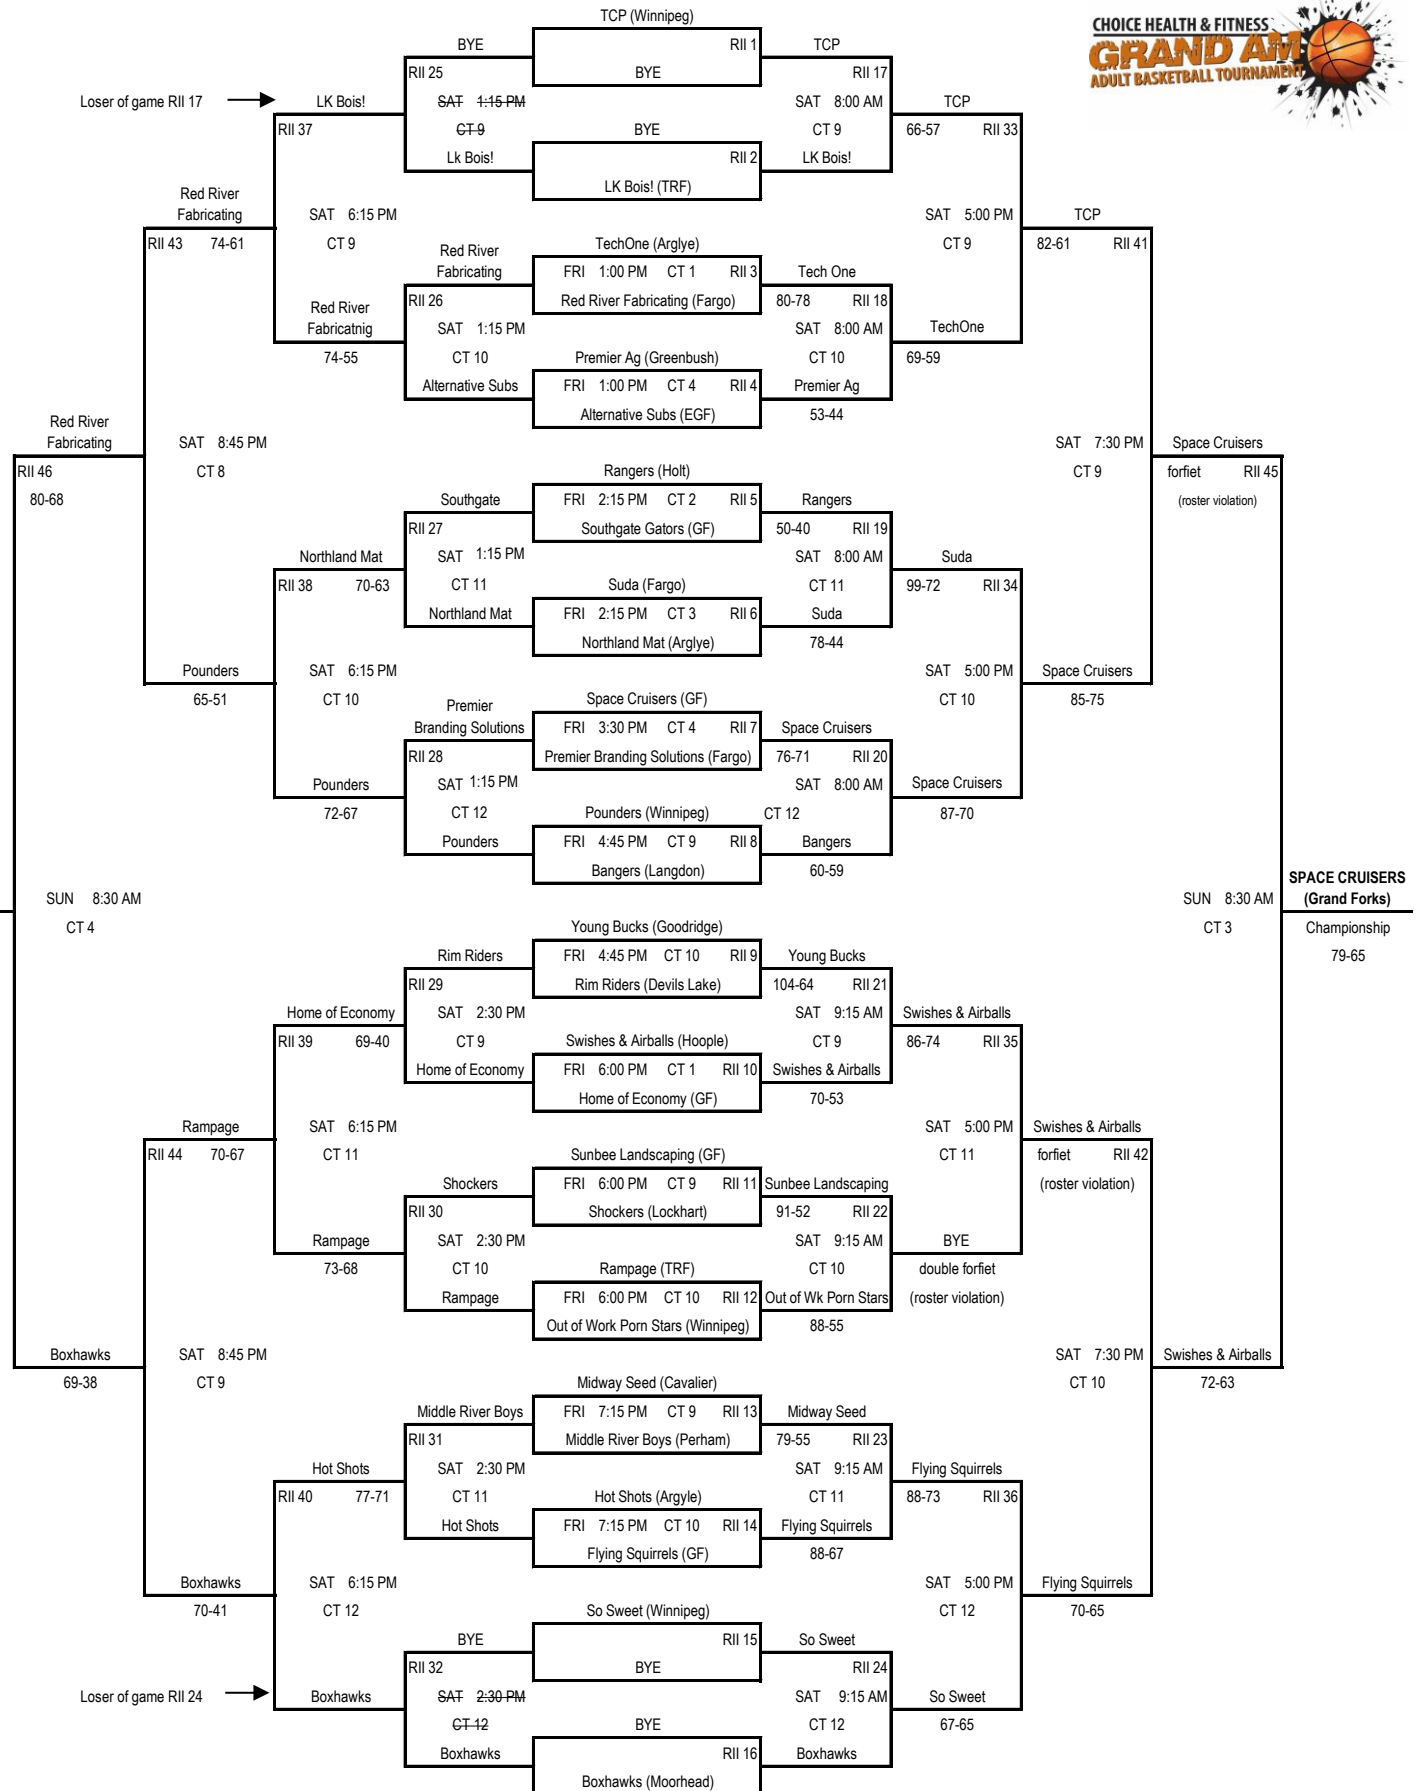 CHOICE HEALTH & FITNESS
GRAND AM
ADULT BASKETBALL TOURNAMENT
TCP (Winnipeg)
BYE RII 1 TCP
RII 25 BYE RII 17
Loser of game RII 17 LK Bois! SAT 1:15 PM SAT 8:00 AM TCP
RII 37 CT 9 BYE CT 9 66-57 RII 33
Lk Bois! RII 2 LK Bois!
Red River LK Bois! (TRF)
Fabricating SAT 6:15 PM SAT 5:00 PM TCP
RII 43 74-61 CT 9 Red River TechOne (Arglye) CT 9 82-61 RII 41
Fabricating FRI 1:00 PM CT 1 RII 3 Tech One
Red River RII 26 Red River Fabricating (Fargo) 80-78 RII 18
Fabricatnig SAT 1:15 PM SAT 8:00 AM TechOne
74-55 CT 10 Premier Ag (Greenbush) CT 10 69-59
Alternative Subs FRI 1:00 PM CT 4 RII 4 Premier Ag
Red River Alternative Subs (EGF) 53-44
Fabricating SAT 8:45 PM SAT 7:30 PM Space Cruisers
RII 46 CT 8 Rangers (Holt) CT 9 forfiet RII 45
80-68 Southgate FRI 2:15 PM CT 2 RII 5 Rangers (roster violation)
RII 27 Southgate Gators (GF) 50-40 RII 19
Northland Mat SAT 1:15 PM SAT 8:00 AM Suda
RII 38 70-63 CT 11 Suda (Fargo) CT 11 99-72 RII 34
Northland Mat FRI 2:15 PM CT 3 RII 6 Suda
Northland Mat (Arglye) 78-44
Pounders SAT 6:15 PM SAT 5:00 PM Space Cruisers
65-51 CT 10 Premier Space Cruisers (GF) CT 10 85-75
Branding Solutions FRI 3:30 PM CT 4 RII 7 Space Cruisers
RII 28 Premier Branding Solutions (Fargo) 76-71 RII 20
Pounders SAT 1:15 PM SAT 8:00 AM Space Cruisers
72-67 CT 12 Pounders (Winnipeg) CT 12 87-70
Pounders FRI 4:45 PM CT 9 RII 8 Bangers
Bangers (Langdon) 60-59
SPACE CRUISERS
SUN 8:30 AM SUN 8:30 AM (Grand Forks)
CT 4 Young Bucks (Goodridge) CT 3 Championship
Rim Riders FRI 4:45 PM CT 10 RII 9 Young Bucks 79-65
RII 29 Rim Riders (Devils Lake) 104-64 RII 21
Home of Economy SAT 2:30 PM SAT 9:15 AM Swishes & Airballs
RII 39 69-40 CT 9 Swishes & Airballs (Hoople) CT 9 86-74 RII 35
Home of Economy FRI 6:00 PM CT 1 RII 10 Swishes & Airballs
Home of Economy (GF) 70-53
Rampage SAT 6:15 PM SAT 5:00 PM Swishes & Airballs
RII 44 70-67 CT 11 Sunbee Landscaping (GF) CT 11 forfiet RII 42
Shockers FRI 6:00 PM CT 9 RII 11 Sunbee Landscaping (roster violation)
RII 30 Shockers (Lockhart) 91-52 RII 22
Rampage SAT 2:30 PM SAT 9:15 AM BYE
73-68 CT 10 Rampage (TRF) CT 10 double forfiet
Rampage FRI 6:00 PM CT 10 RII 12 Out of Wk Porn Stars (roster violation)
Out of Work Porn Stars (Winnipeg) 88-55
Boxhawks SAT 8:45 PM SAT 7:30 PM Swishes & Airballs
69-38 CT 9 Midway Seed (Cavalier) CT 10 72-63
Middle River Boys FRI 7:15 PM CT 9 RII 13 Midway Seed
RII 31 Middle River Boys (Perham) 79-55 RII 23
Hot Shots SAT 2:30 PM SAT 9:15 AM Flying Squirrels
RII 40 77-71 CT 11 Hot Shots (Argyle) CT 11 88-73 RII 36
Hot Shots FRI 7:15 PM CT 10 RII 14 Flying Squirrels
Flying Squirrels (GF) 88-67
Boxhawks SAT 6:15 PM SAT 5:00 PM Flying Squirrels
70-41 CT 12 So Sweet (Winnipeg) CT 12 70-65
BYE RII 15 So Sweet
RII 32 BYE RII 24
Loser of game RII 24 Boxhawks SAT 2:30 PM SAT 9:15 AM So Sweet
CT 12 BYE CT 12 67-65
Boxhawks RII 16 Boxhawks
Boxhawks (Moorhead)